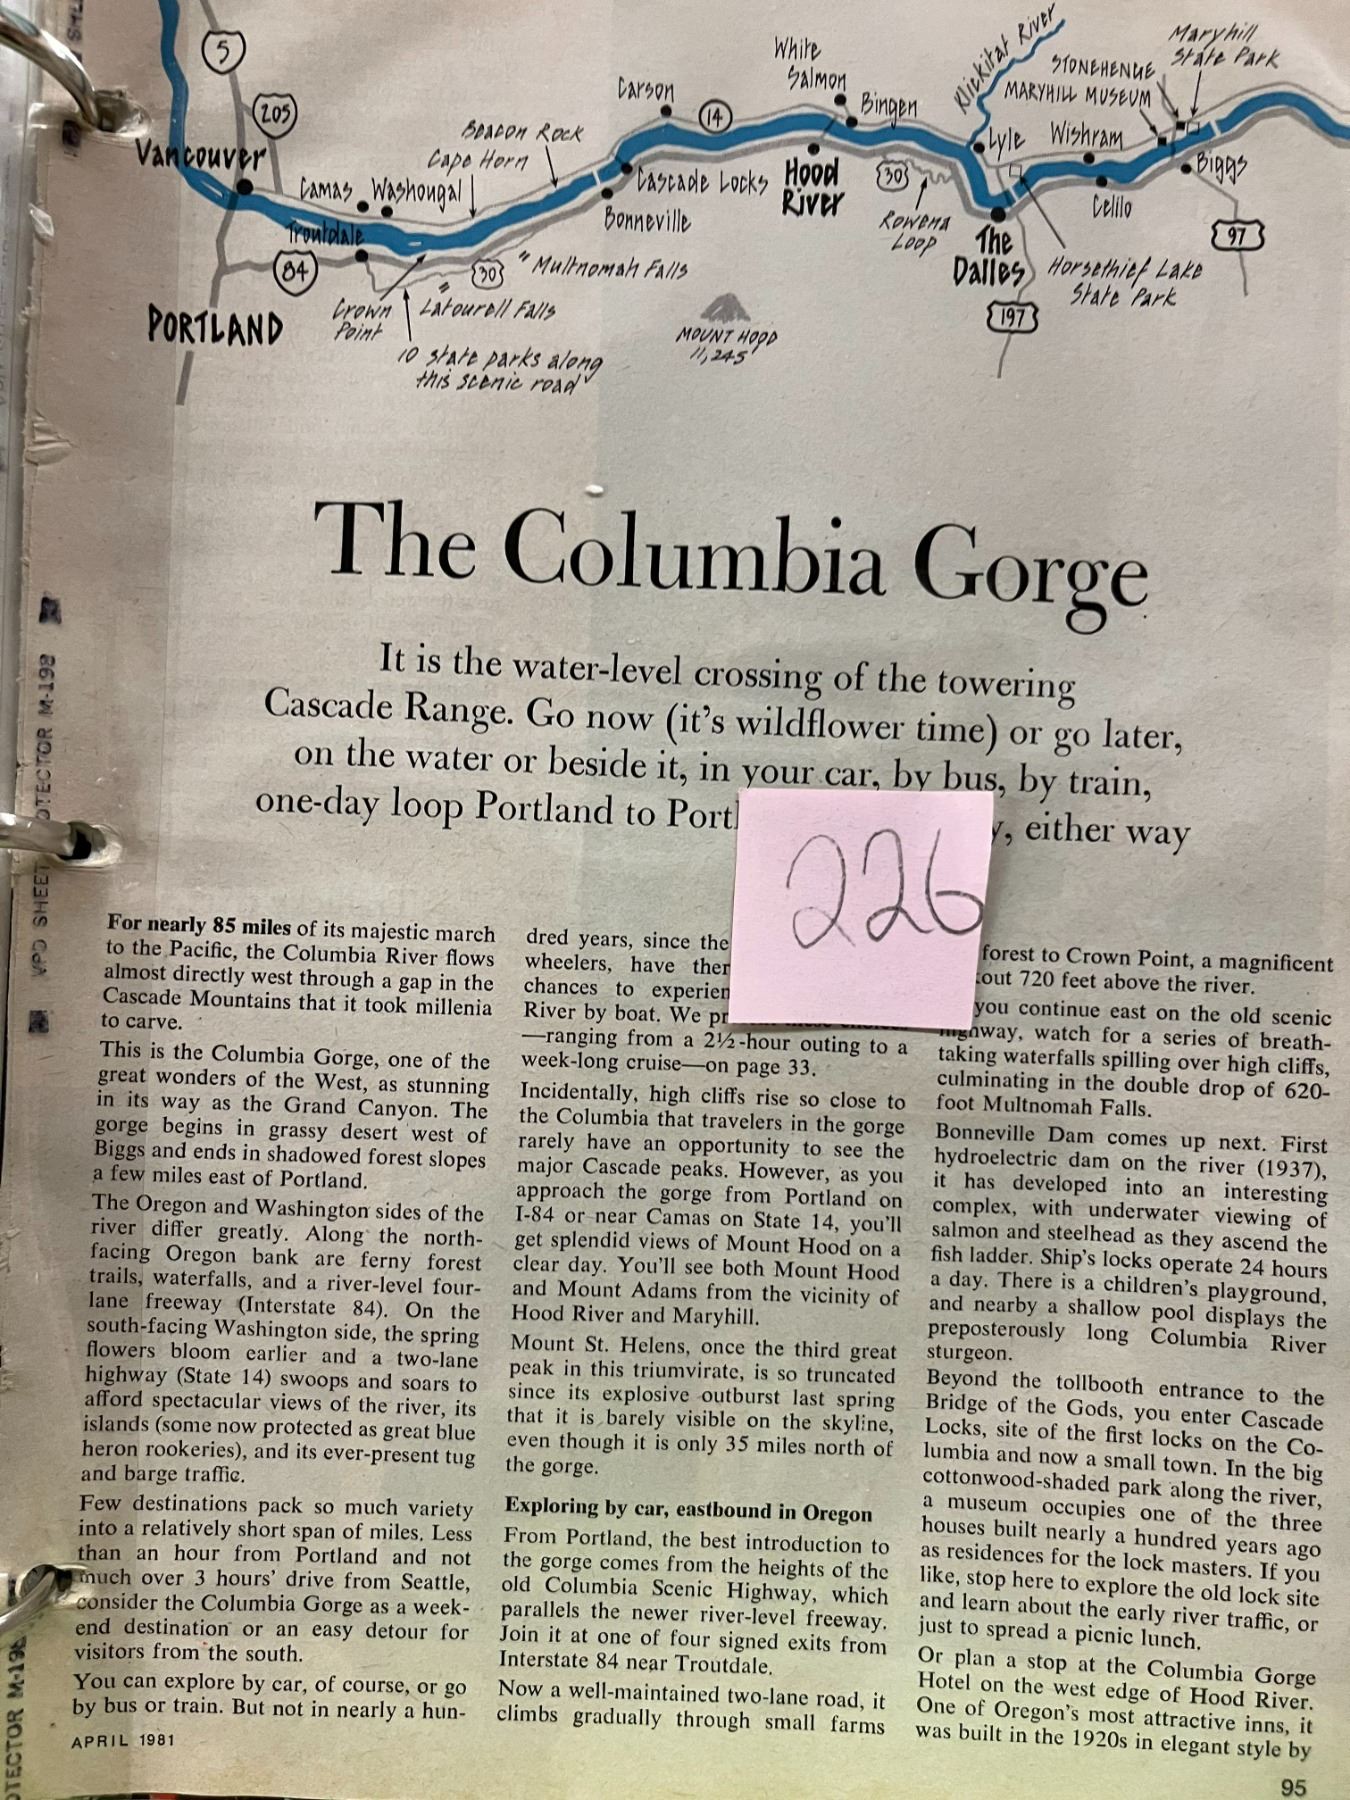 5
205
Vancouver
Camas
Washougal
Troutdale
84
PORTLAND
Crown
Point
Latourell Falls
10 state parks along
this scenic road
30
Multnomah Falls
Beacon Rock
Cape Horn
Carson
14
Cascade Locks
Bonneville
White
Salmon
Bingen
Hood
River
MOUNT HOOD
11,245
30
Rowena
Loop
Klickitat River
Lyle
The
Dalles
197
Horsethief Lake
State Park
Wishram
Celilo
STONEHENGE
MARYHILL MUSEUM
Maryhill
State Park
Biggs
97
The Columbia Gorge
It is the water-level crossing of the towering
Cascade Range. Go now (it's wildflower time) or go later,
on the water or beside it, in your car, by bus, by train,
one-day loop Portland to Portl
y, either way
226
For nearly 85 miles of its majestic march
to the Pacific, the Columbia River flows
almost directly west through a gap in the
Cascade Mountains that it took millenia
to carve.
This is the Columbia Gorge, one of the
great wonders of the West, as stunning
in its way as the Grand Canyon. The
gorge begins in grassy desert west of
Biggs and ends in shadowed forest slopes
a few miles east of Portland.
The Oregon and Washington sides of the
river differ greatly. Along the north-
facing Oregon bank are ferny forest
trails, waterfalls, and a river-level four-
lane freeway (Interstate 84). On the
south-facing Washington side, the spring
flowers bloom earlier and a two-lane
highway (State 14) swoops and soars to
afford spectacular views of the river, its
islands (some now protected as great blue
heron rookeries), and its ever-present tug
and barge traffic.
Few destinations pack so much variety
into a relatively short span of miles. Less
than an hour from Portland and not
much over 3 hours' drive from Seattle,
consider the Columbia Gorge as a week-
end destination or an easy detour for
visitors from the south.
You can explore by car, of course, or go
by bus or train. But not in nearly a hun-
APRIL 1981
dred years, since the
wheelers, have ther
chances to experien
River by boat. We pr
—ranging from a 2½-hour outing to a
week-long cruise—on page 33.
Incidentally, high cliffs rise so close to
the Columbia that travelers in the gorge
rarely have an opportunity to see the
major Cascade peaks. However, as you
approach the gorge from Portland on
I-84 or near Camas on State 14, you'll
get splendid views of Mount Hood on a
clear day. You'll see both Mount Hood
and Mount Adams from the vicinity of
Hood River and Maryhill.
Mount St. Helens, once the third great
peak in this triumvirate, is so truncated
since its explosive outburst last spring
that it is barely visible on the skyline,
even though it is only 35 miles north of
the gorge.
Exploring by car, eastbound in Oregon
From Portland, the best introduction to
the gorge comes from the heights of the
old Columbia Scenic Highway, which
parallels the newer river-level freeway.
Join it at one of four signed exits from
Interstate 84 near Troutdale.
Now a well-maintained two-lane road, it
climbs gradually through small farms
forest to Crown Point, a magnificent
out 720 feet above the river.
you continue east on the old scenic
highway, watch for a series of breath-
taking waterfalls spilling over high cliffs,
culminating in the double drop of 620-
foot Multnomah Falls.
Bonneville Dam comes up next. First
hydroelectric dam on the river (1937),
it has developed into an interesting
complex, with underwater viewing of
salmon and steelhead as they ascend the
fish ladder. Ship's locks operate 24 hours
a day. There is a children's playground,
and nearby a shallow pool displays the
preposterously long Columbia River
sturgeon.
Beyond the tollbooth entrance to the
Bridge of the Gods, you enter Cascade
Locks, site of the first locks on the Co-
lumbia and now a small town. In the big
cottonwood-shaded park along the river,
a museum occupies one of the three
houses built nearly a hundred years ago
as residences for the lock masters. If you
like, stop here to explore the old lock site
and learn about the early river traffic, or
just to spread a picnic lunch.
Or plan a stop at the Columbia Gorge
Hotel on the west edge of Hood River.
One of Oregon's most attractive inns, it
was built in the 1920s in elegant style by
95
VPD SHEET
OTECTOR M-198
OTECTOR M-198